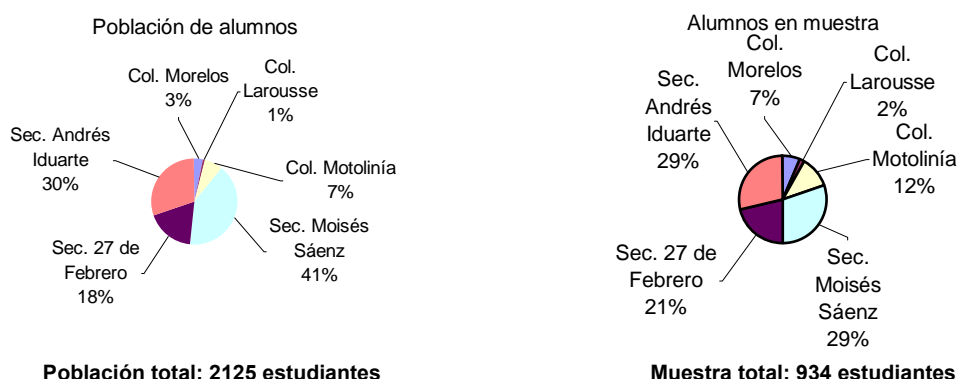 Población de alumnos
Col. Morelos
3%
Col.
Larousse
1%
Sec. Andrés
Iduarte
30%
Col. Motolinía
7%
Sec. 27 de
Febrero
18%
Sec. Moisés
Sáenz
41%
Población total: 2125 estudiantes
Alumnos en muestra
Col.
Morelos
7%
Col.
Larousse
2%
Sec.
Andrés
Iduarte
29%
Col.
Motolinía
12%
Sec. 27 de
Febrero
21%
Sec.
Moisés
Sáenz
29%
Muestra total: 934 estudiantes